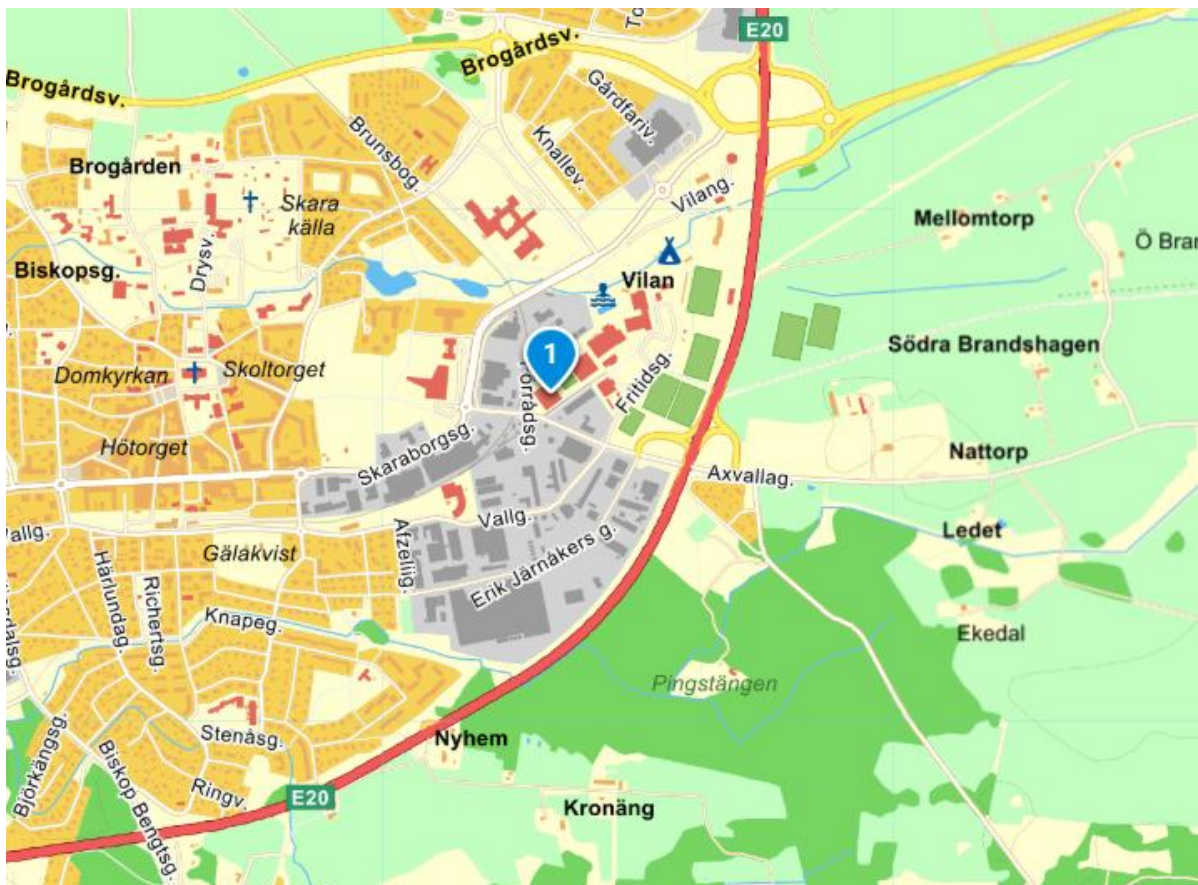 E20
Brogårdsv.
Brogårdsv.
Gårdfariv.
Knallev.
Brunsbog.
Brogården
Skara
källa
Vilang.
Mellomtorp
Ö Bran
Drysv.
Biskopsg.
Vilan
1
Domkyrkan
Skoltorget
Fritidsg.
Södra Brandshagen
Hötorget
Skaraborgsg.
Nattorp
Axvallag.
Vallg.
Ledet
Gälakvist
Afzeliig.
Erik Järnåkers g.
Härlundag.
Richertsg.
Knapeg.
Ekedal
Pingstängen
Stenåsg.
Nyhem
Björkängsg.
Biskop Bengtsg.
Ringv.
E20
Kronäng